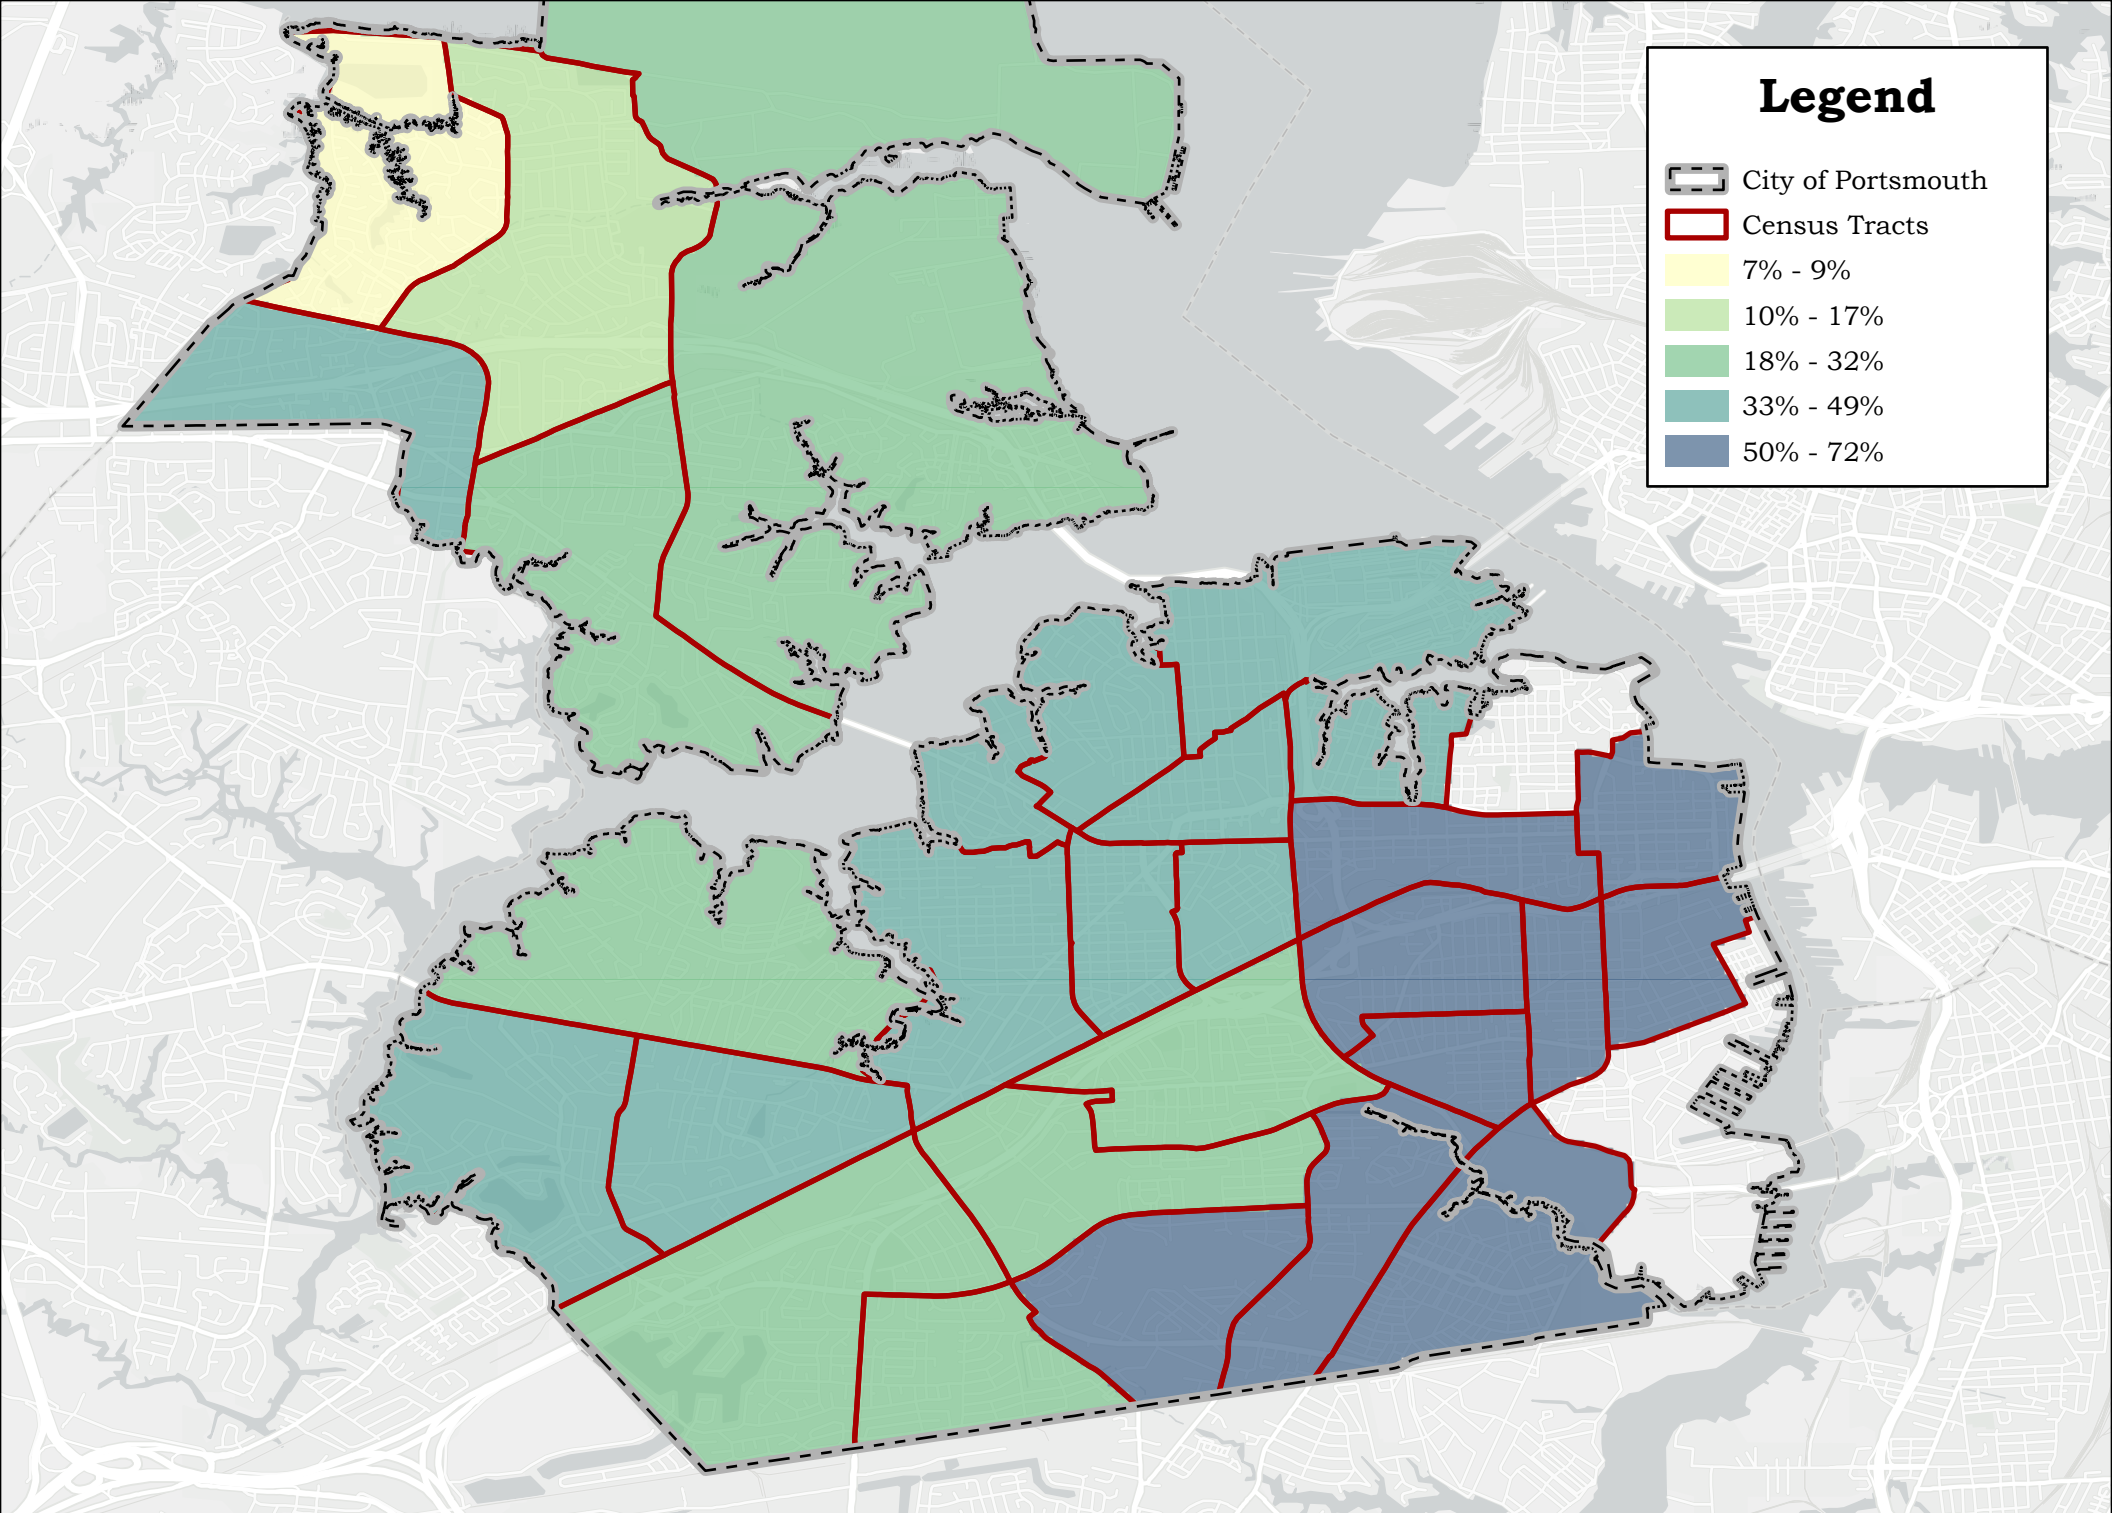 Legend
City of Portsmouth
Census Tracts
7% - 9%
10% - 17%
18% - 32%
33% - 49%
50% - 72%